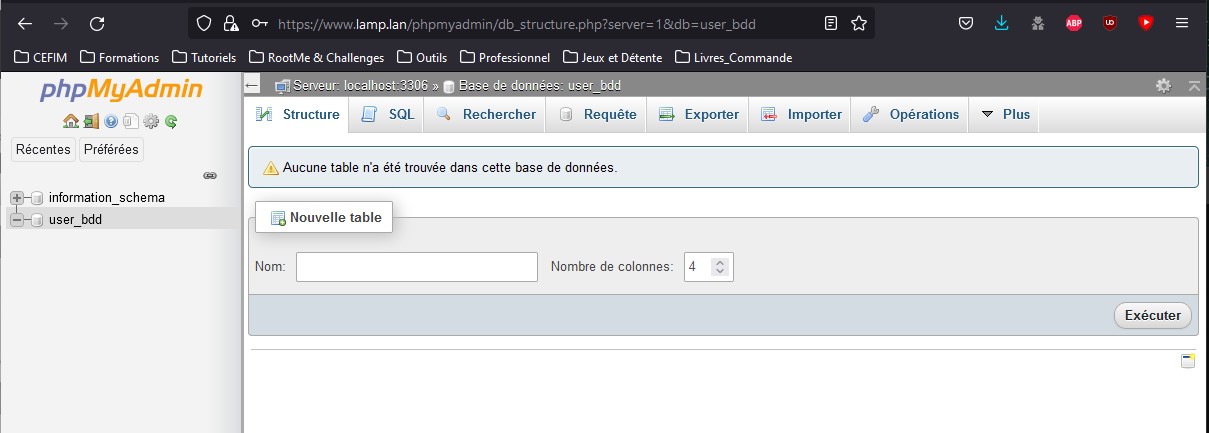 https://www.lamp.lan/phpmyadmin/db_structure.php?server=1&db=user_bdd
ABP
CEFIM Formations Tutoriels RootMe & Challenges Outils Professionnel Jeux et Détente Livres_Commande
phpMyAdmin
Récentes Préférées
information_schema
user_bdd
Serveur: localhost:3306 » Base de données: user_bdd
Structure SQL Rechercher Requête Exporter Importer Opérations Plus
Aucune table n'a été trouvée dans cette base de données.
Nouvelle table
Nom: Nombre de colonnes: 4
Exécuter